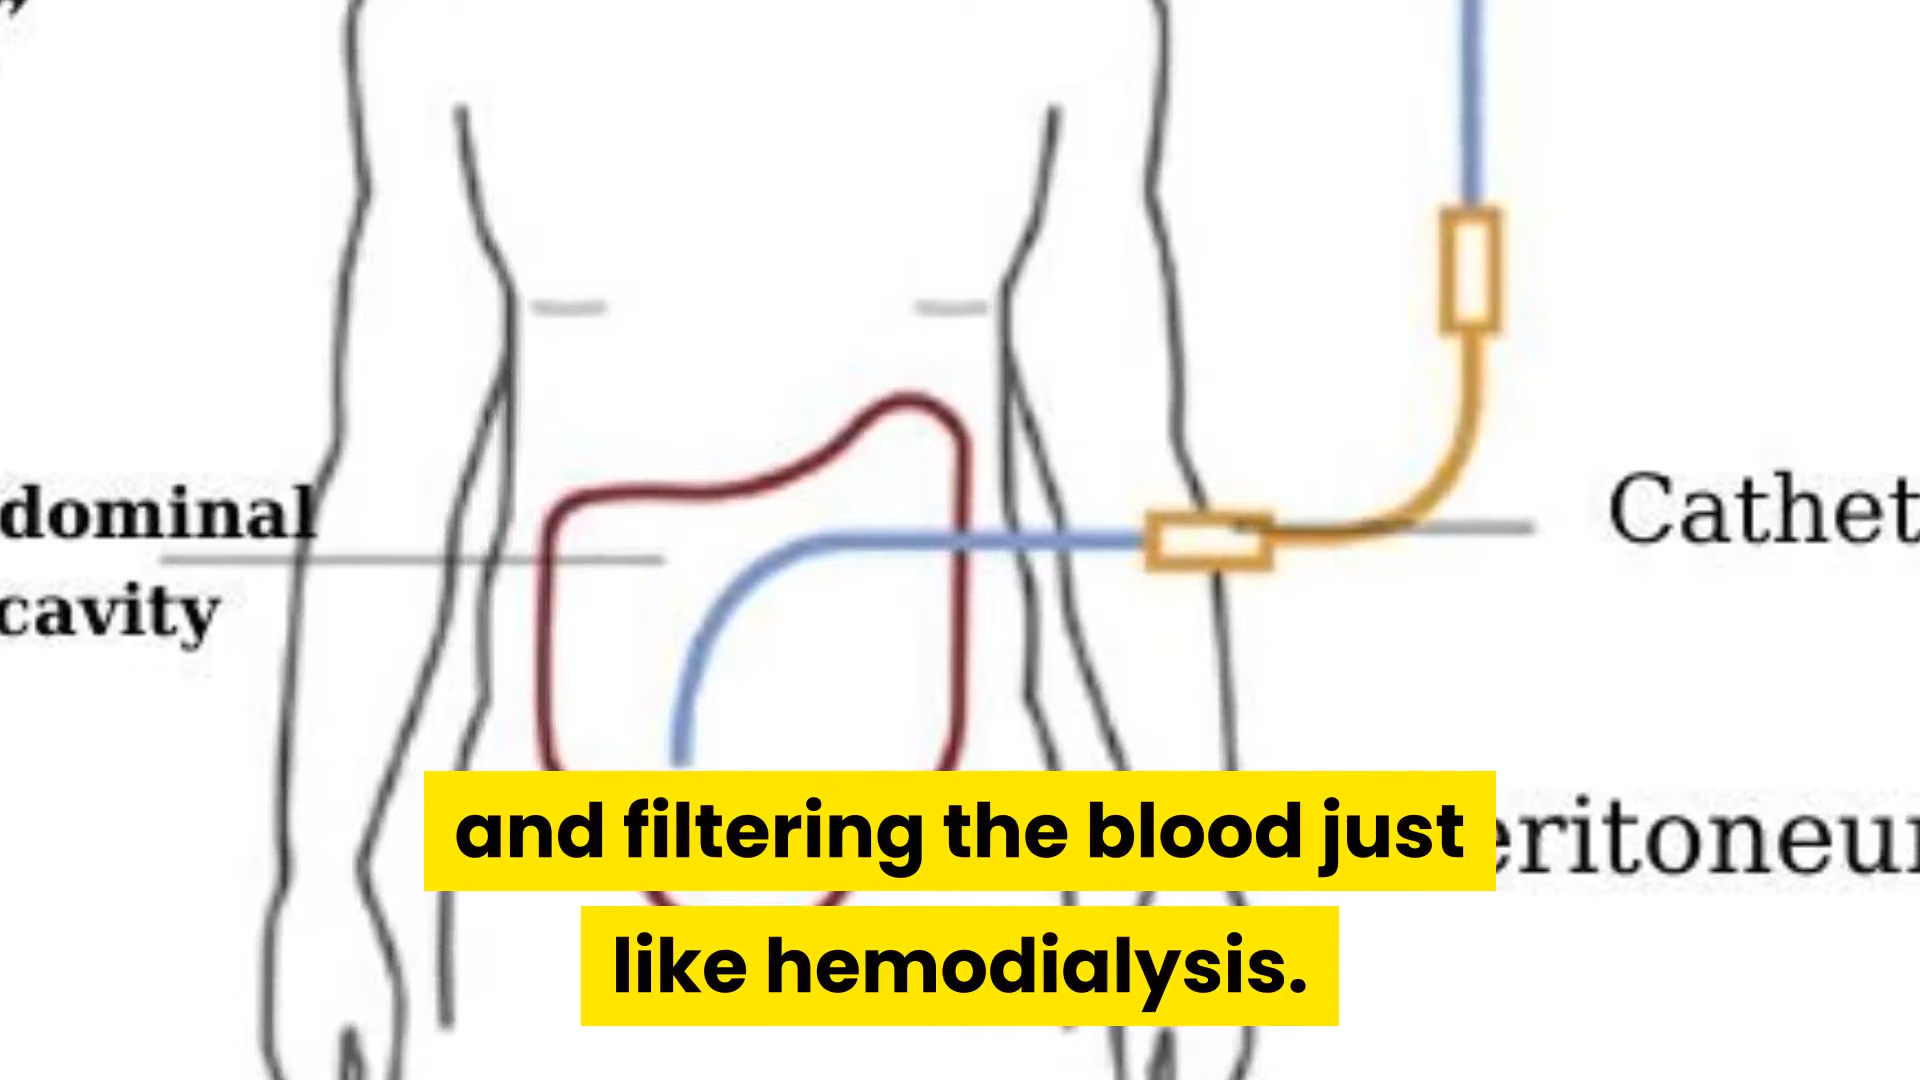 dominal
cavity
Cathet
eritoneu
and filtering the blood just
like hemodialysis.